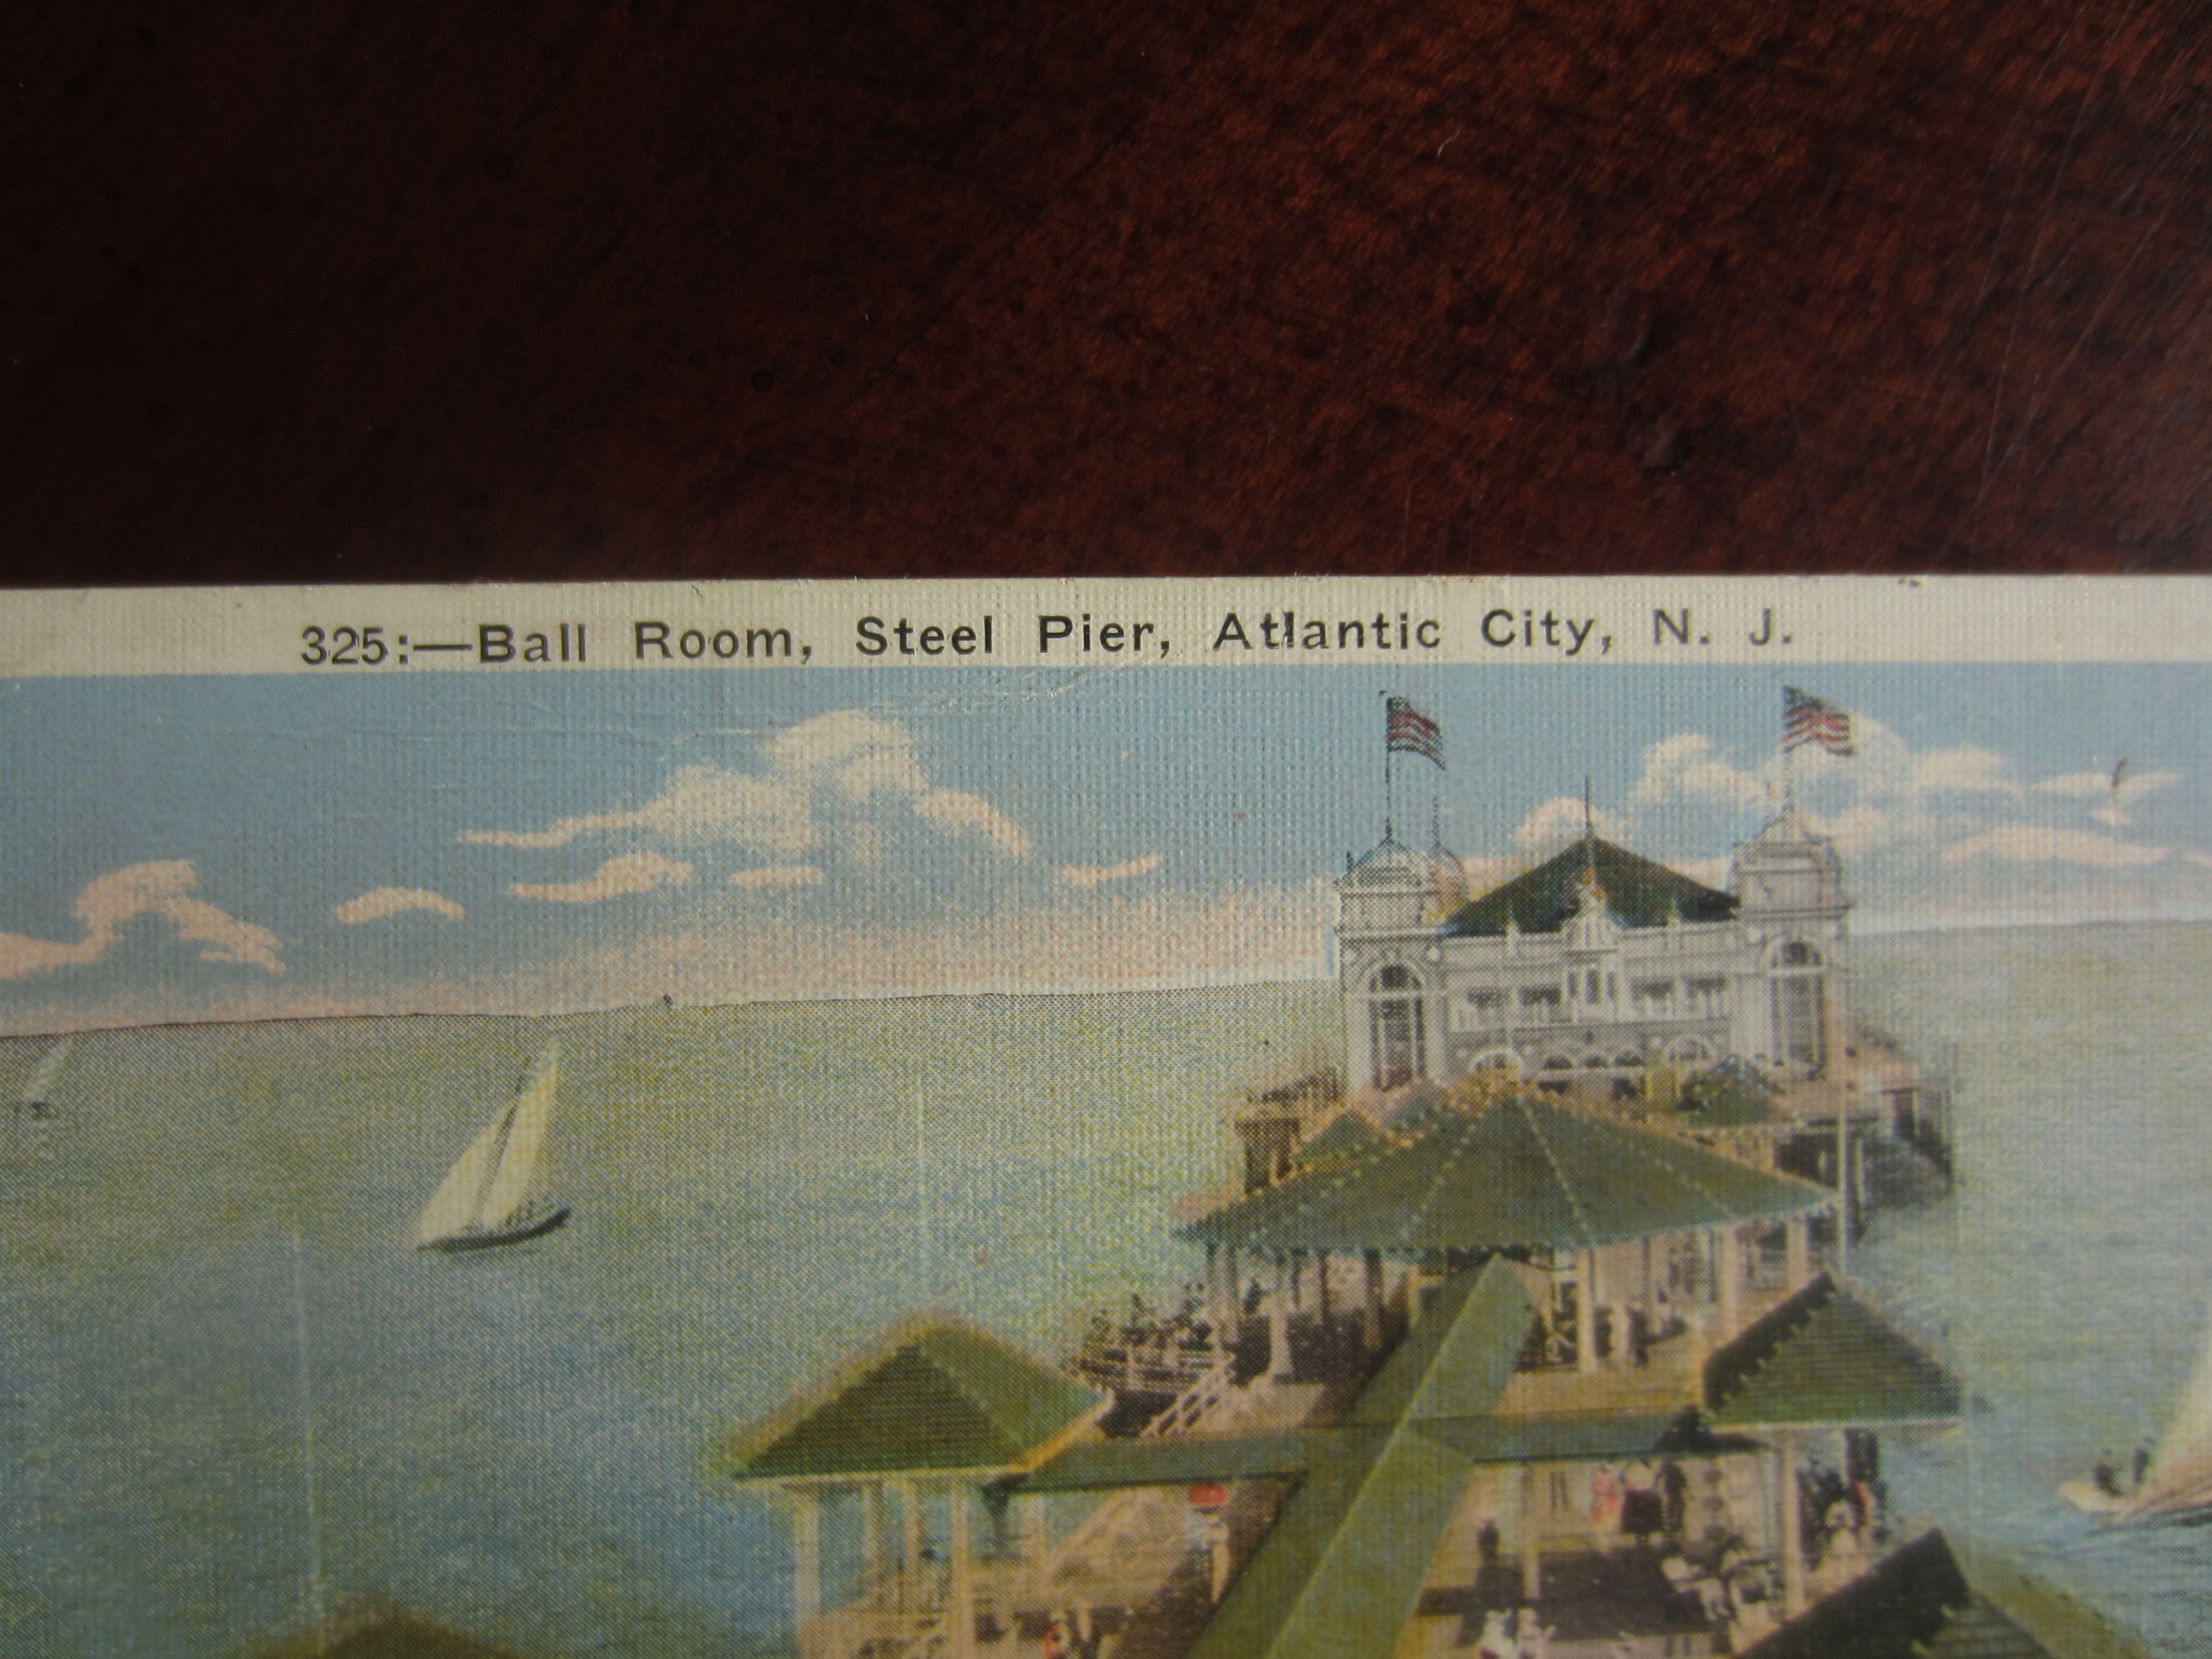 325:—Ball Room, Steel Pier, Atlantic City, N. J.